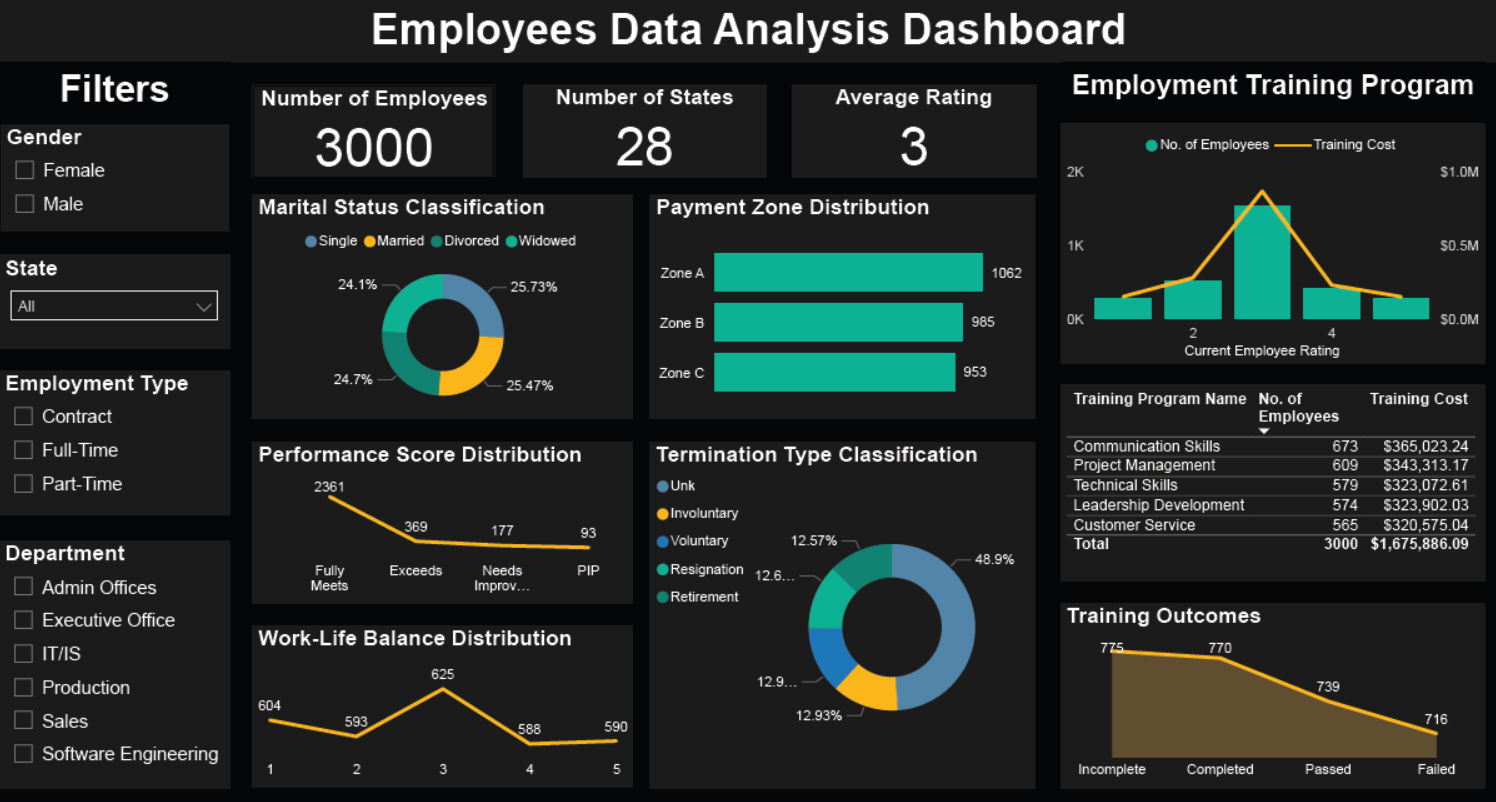 Employees Data Analysis Dashboard
Filters
Gender
Female
Male
State
All
Employment Type
Contract
Full-Time
Part-Time
Department
Admin Offices
Executive Office
IT/IS
Production
Sales
Software Engineering
Number of Employees
3000
Number of States
28
Average Rating
3
Marital Status Classification
Single Married Divorced Widowed
24.1%
25.73%
24.7%
25.47%
Payment Zone Distribution
Zone A 1062
Zone B 985
Zone C 953
Performance Score Distribution
2361
369
177
93
Fully Meets
Exceeds
Needs Improv...
PIP
Work-Life Balance Distribution
604
593
625
588
590
1 2 3 4 5
Termination Type Classification
Unk
Involuntary
Voluntary
Resignation
Retirement
12.57%
48.9%
12.6...
12.9...
12.93%
Employment Training Program
No. of Employees Training Cost
2K $1.0M
1K $0.5M
0K $0.0M
2 4
Current Employee Rating
Training Program Name No. of Employees Training Cost
Communication Skills 673 $365,023.24
Project Management 609 $343,313.17
Technical Skills 579 $323,072.61
Leadership Development 574 $323,902.03
Customer Service 565 $320,575.04
Total 3000 $1,675,886.09
Training Outcomes
775
770
739
716
Incomplete Completed Passed Failed